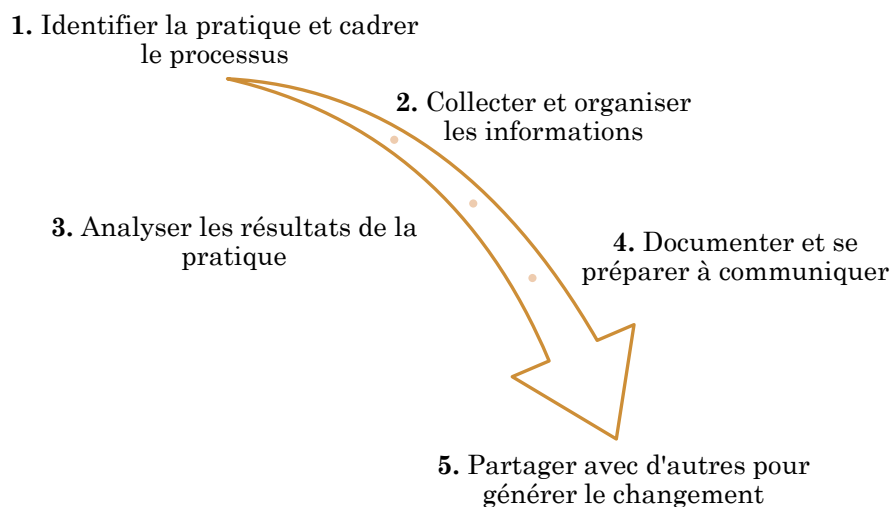 1. Identifier la pratique et cadrer
le processus
2. Collecter et organiser
les informations
3. Analyser les résultats de la
pratique
4. Documenter et se
préparer à communiquer
5. Partager avec d'autres pour
générer le changement